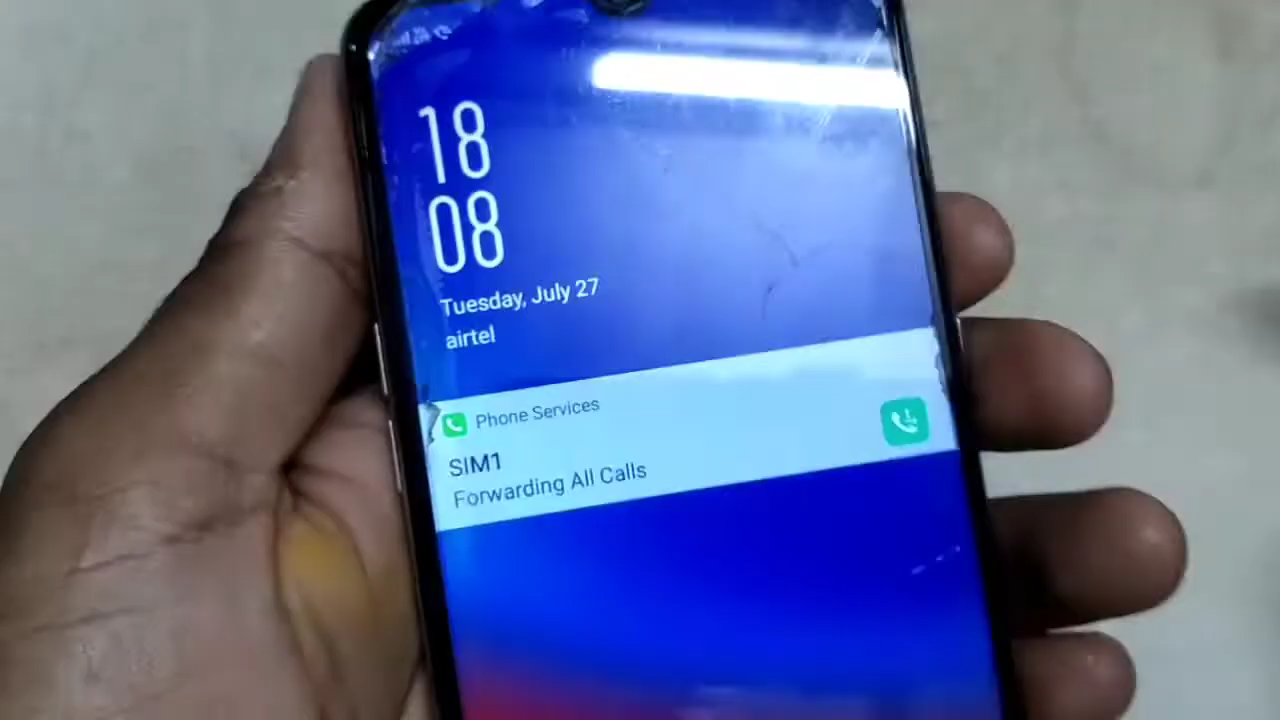 18
08
Tuesday, July 27
airtel
Phone Services
SIM1
Forwarding All Calls